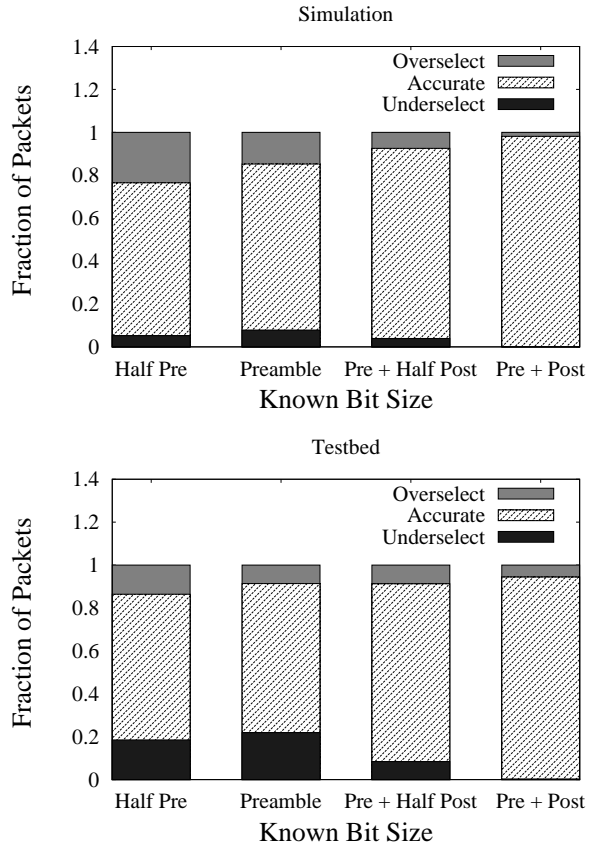 Simulation
1.4
1.2
1
0.8
0.6
0.4
0.2
0
Fraction of Packets
Overselect
Accurate
Underselect
Half Pre Preamble Pre + Half Post Pre + Post
Known Bit Size
Testbed
1.4
1.2
1
0.8
0.6
0.4
0.2
0
Fraction of Packets
Overselect
Accurate
Underselect
Half Pre Preamble Pre + Half Post Pre + Post
Known Bit Size